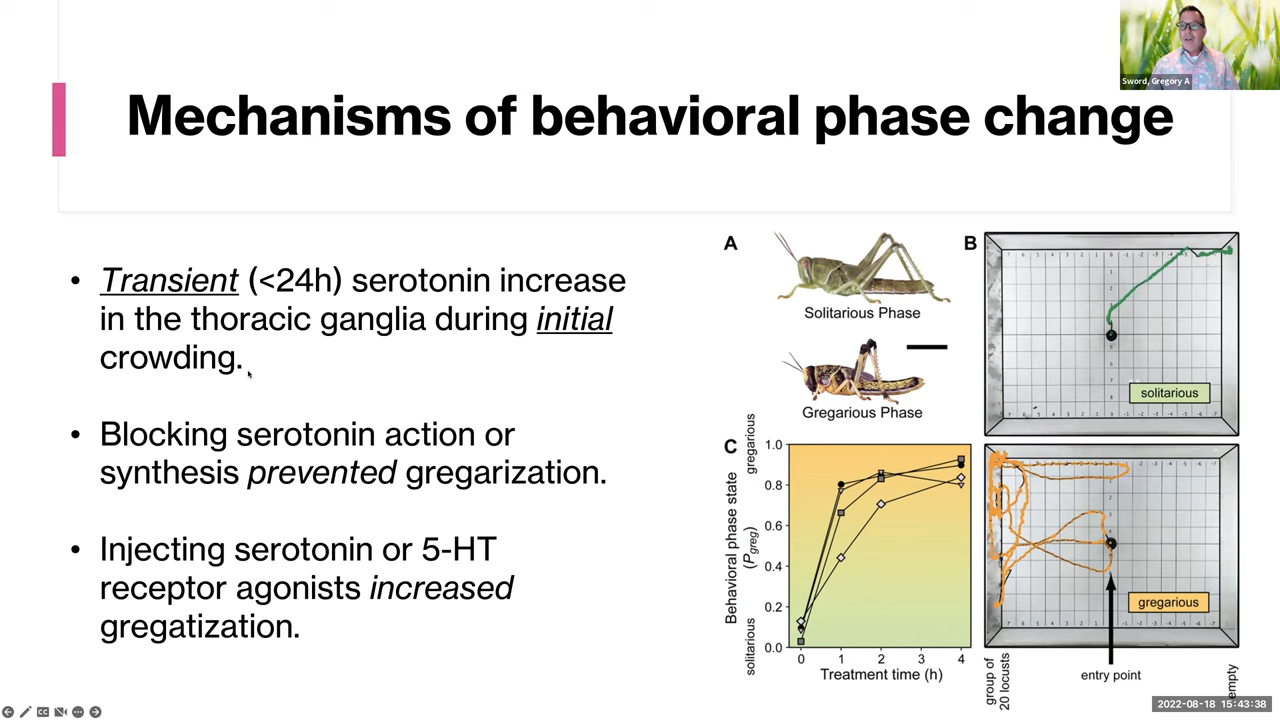 Sword, Gregory A
Mechanisms of behavioral phase change
• Transient (<24h) serotonin increase
in the thoracic ganglia during initial
crowding.
• Blocking serotonin action or
synthesis prevented gregarization.
• Injecting serotonin or 5-HT
receptor agonists increased
gregatization.
A
Solitarious Phase
Gregarious Phase
B
solitarious
gregarious
group of
20 locusts
entry point
empty
C
Behavioral phase state
(Pgreg)
gregarious
solitarious
1.0
0.8
0.6
0.4
0.2
0.0
0 1 2 4
Treatment time (h)
2022-08-18 15:43:38